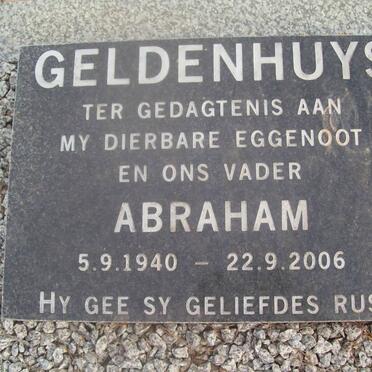 GELDENHUYS
TER GEDAGTENIS AAN
MY DIERBARE EGGENOOT
EN ONS VADER
ABRAHAM
5.9.1940 – 22.9.2006
HY GEE SY GELIEFDES RUS